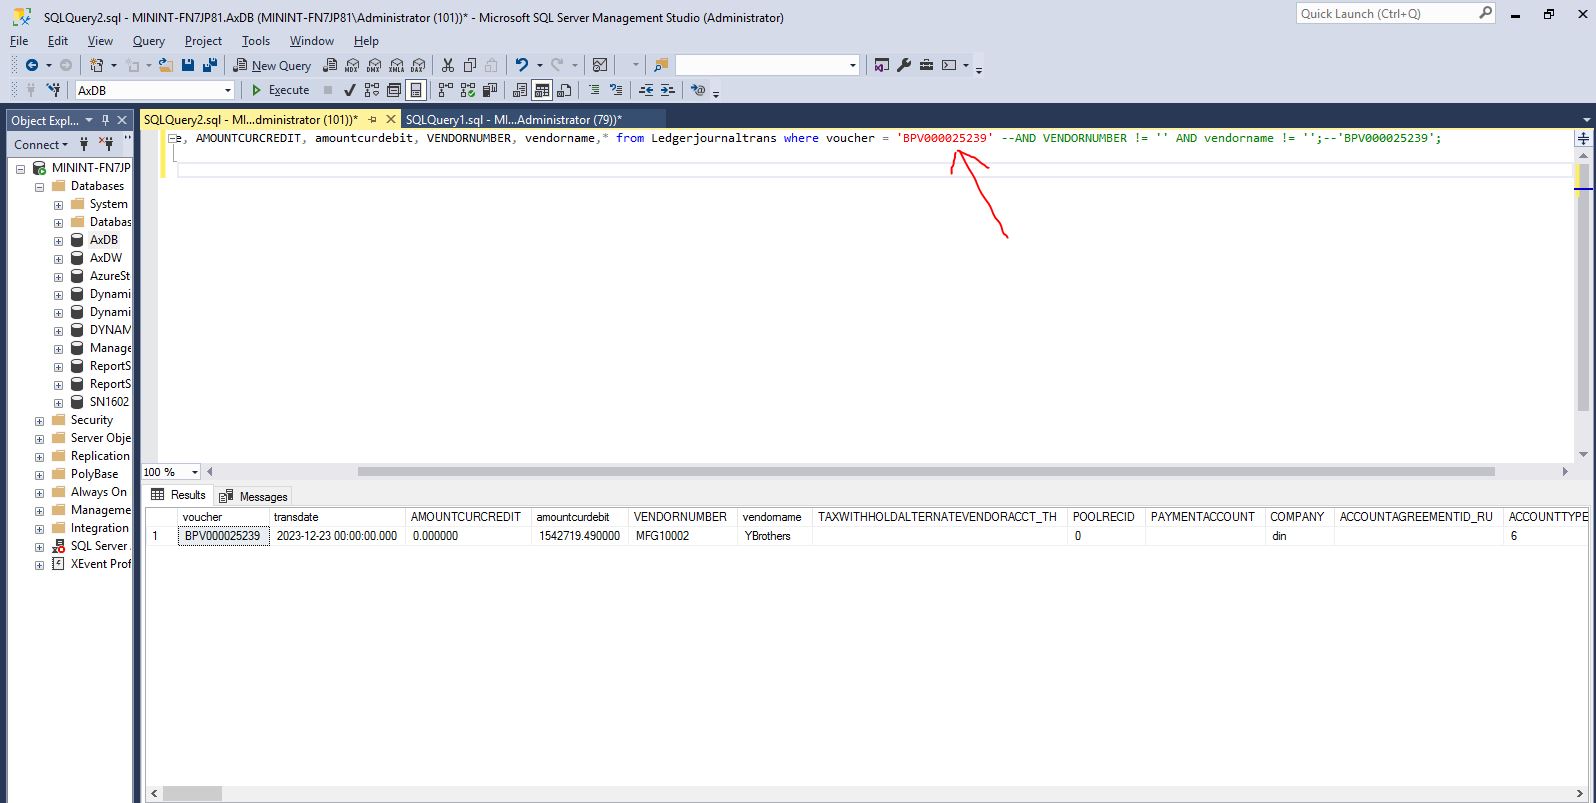 SQLQuery2.sql - MININT-FN7JP81.AxDB (MININT-FN7JP81\Administrator (101))* - Microsoft SQL Server Management Studio (Administrator)
Quick Launch (Ctrl+Q)
File Edit View Query Project Tools Window Help
New Query
MDX DMX XMLA DAX
AxDB
Execute
Object Expl...
SQLQuery2.sql - MI...dministrator (101))*
SQLQuery1.sql - MI...Administrator (79))*
Connect
e, AMOUNTCURCREDIT, amountcurdebit, VENDORNUMBER, vendorname,* from Ledgerjournaltrans where voucher = 'BPV000025239' --AND VENDORNUMBER != '' AND vendorname != '';--'BPV000025239';
MININT-FN7JP
Databases
System
Databas
AxDB
AxDW
AzureSt
Dynami
Dynami
DYNAM
Manage
ReportS
ReportS
SN1602
Security
Server Obje
Replication
PolyBase
Always On
Manageme
Integration
SQL Server
XEvent Prof
100 %
Results Messages
voucher transdate AMOUNTCURCREDIT amountcurdebit VENDORNUMBER vendorname TAXWITHHOLDALTERNATEVENDORACCT_TH POOLRECID PAYMENTACCOUNT COMPANY ACCOUNTAGREEMENTID_RU ACCOUNTTYPE
1 BPV000025239 2023-12-23 00:00:00.000 0.000000 1542719.490000 MFG10002 YBrothers 0 din 6